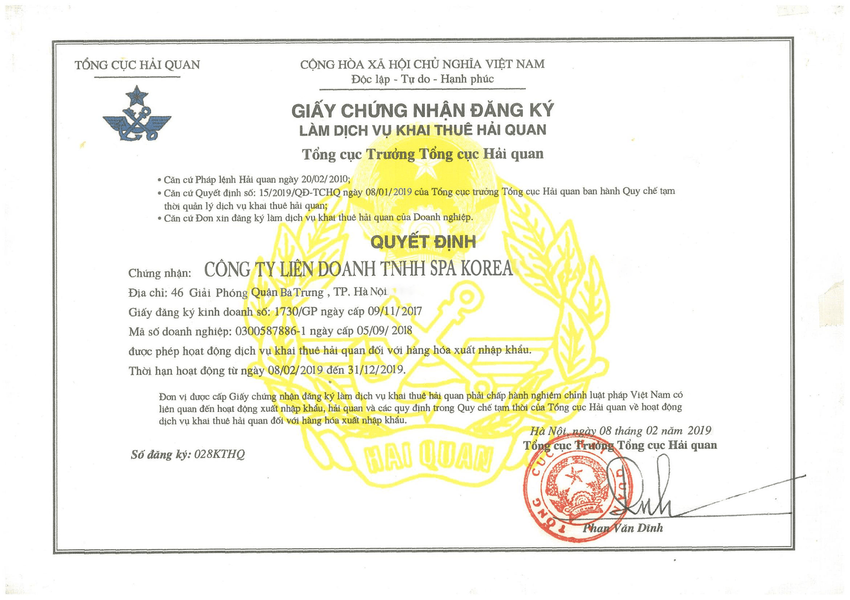 TỔNG CỤC HẢI QUAN
CỘNG HÒA XÃ HỘI CHỦ NGHĨA VIỆT NAM
Độc lập - Tự do - Hạnh phúc
GIẤY CHỨNG NHẬN ĐĂNG KÝ
LÀM DỊCH VỤ KHAI THUÊ HẢI QUAN
Tổng cục Trưởng Tổng cục Hải quan
• Căn cứ Pháp lệnh Hải quan ngày 20/02/2010;
• Căn cứ Quyết định số: 15/2019/QĐ-TCHQ ngày 08/01/2019 của Tổng cục trưởng Tổng cục Hải quan ban hành Quy chế tạm
thời quản lý dịch vụ khai thuê hải quan;
• Căn cứ Đơn xin đăng ký làm dịch vụ khai thuê hải quan của Doanh nghiệp.
QUYẾT ĐỊNH
Chứng nhận: CÔNG TY LIÊN DOANH TNHH SPA KOREA
Địa chỉ: 46 Giải Phóng Quận Bà Trưng , TP. Hà Nội
Giấy đăng ký kinh doanh số: 1730/GP ngày cấp 09/11/2017
Mã số doanh nghiệp: 0300587886-1 ngày cấp 05/09/ 2018
được phép hoạt động dịch vụ khai thuê hải quan đối với hàng hóa xuất nhập khẩu.
Thời hạn hoạt động từ ngày 08/02/2019 đến 31/12/2019.
Đơn vị được cấp Giấy chứng nhận đăng ký làm dịch vụ khai thuê hải quan phải chấp hành nghiêm chỉnh luật pháp Việt Nam có
liên quan đến hoạt động xuất nhập khẩu, hải quan và các quy định trong Quy chế tạm thời của Tổng cục Hải quan về hoạt động
dịch vụ khai thuê hải quan đối với hàng hóa xuất nhập khẩu.
Hà Nội, ngày 08 tháng 02 năm 2019
Tổng cục Trưởng Tổng cục Hải quan
Số đăng ký: 028KTHQ
HẢI QUAN
TỔNG CỤC HẢI QUAN
Phan Văn Dĩnh